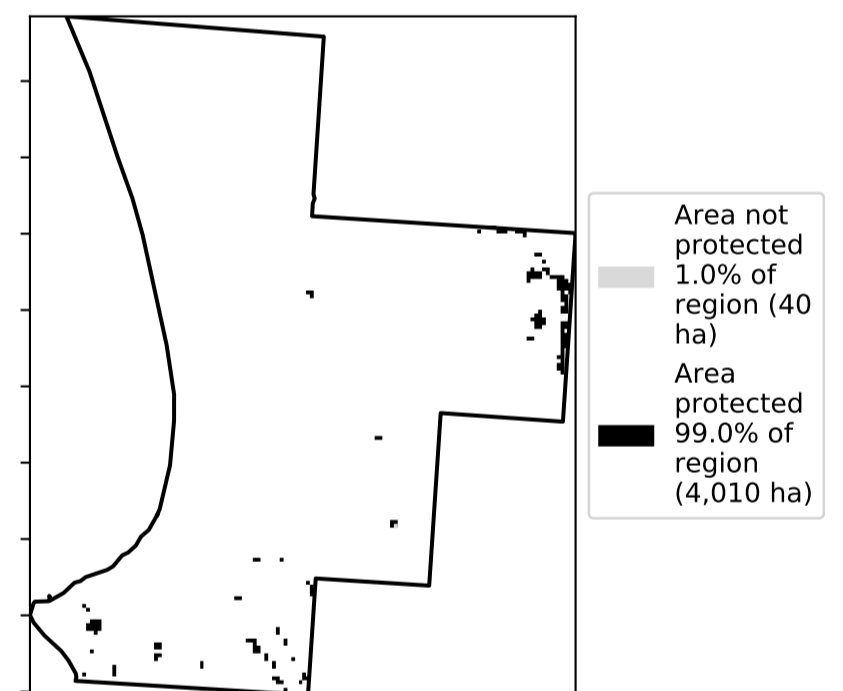 Area not
protected
1.0% of
region (40
ha)
Area
protected
99.0% of
region
(4,010 ha)